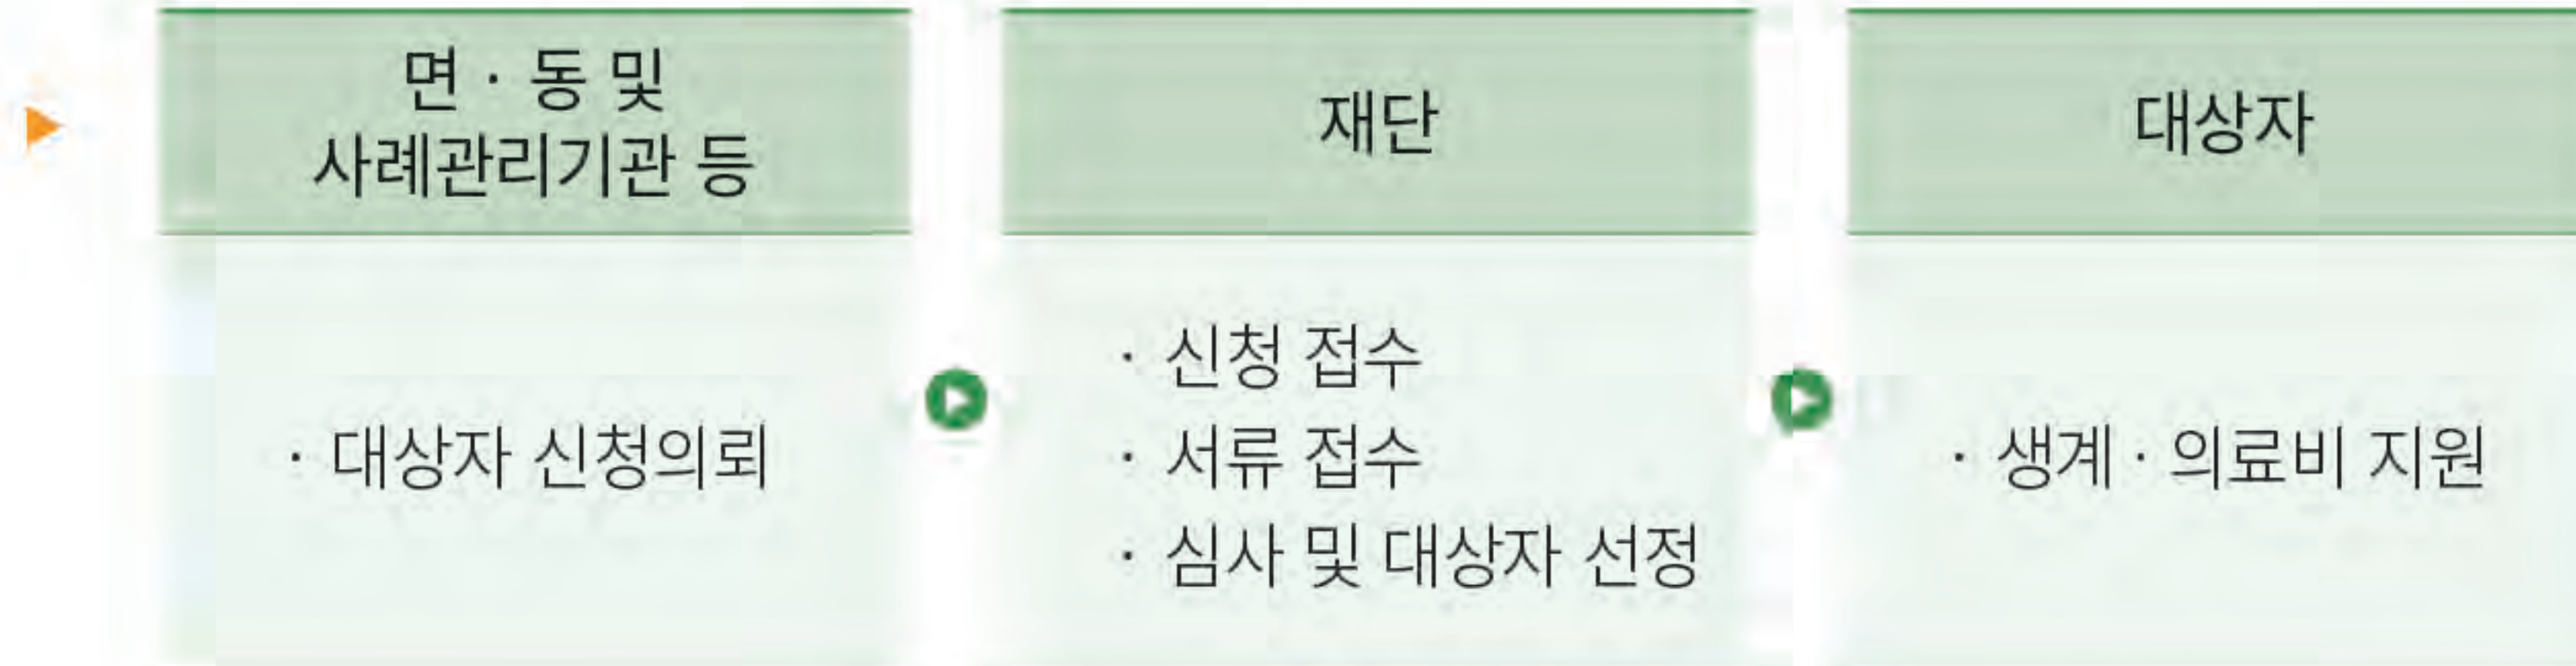 면 · 동 및
사례관리기관 등
· 대상자 신청의뢰
재단
· 신청 접수
· 서류 접수
· 심사 및 대상자 선정
대상자
· 생계 · 의료비 지원